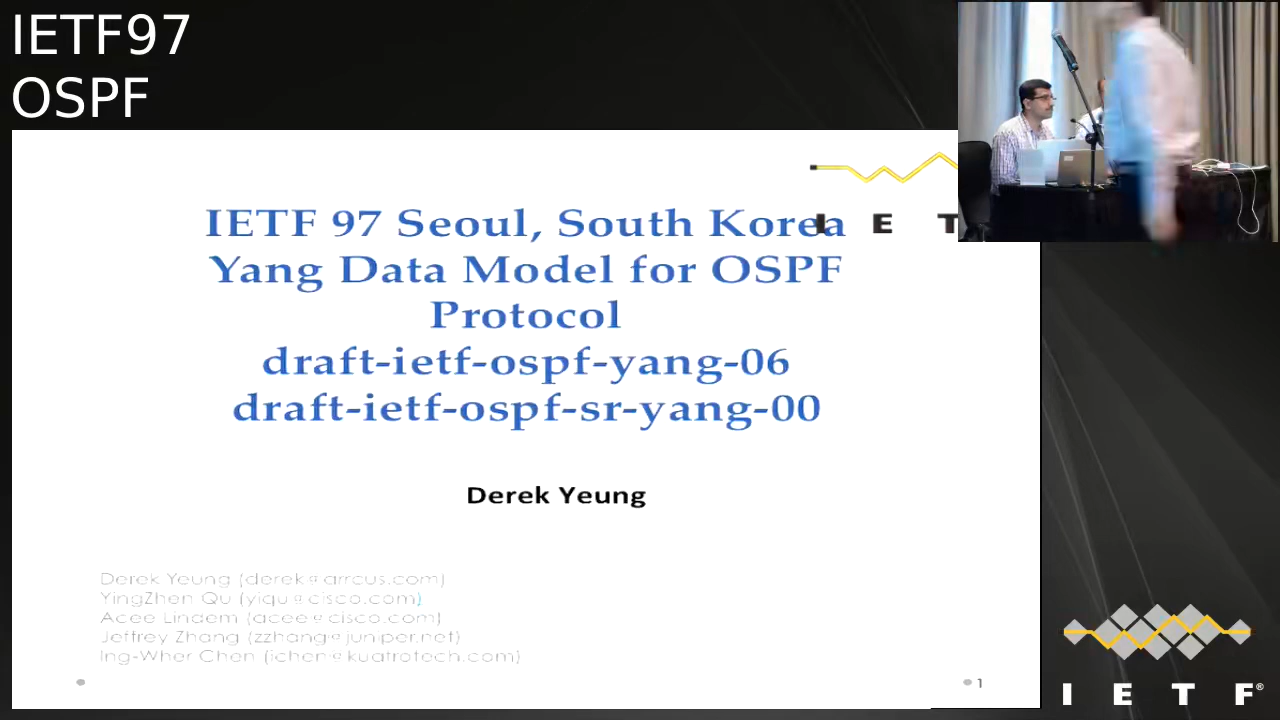 IETF97
OSPF
I E T
IETF 97 Seoul, South Korea
Yang Data Model for OSPF
Protocol
draft-ietf-ospf-yang-06
draft-ietf-ospf-sr-yang-00
Derek Yeung
Derek Yeung (derek@arrcus.com)
YingZhen Qu (yiqu@cisco.com)
Acee Lindem (acee@cisco.com)
Jeffrey Zhang (zzhang@juniper.net)
Ing-Wher Chen (ichen@kuatrotech.com)
1
I E T F®